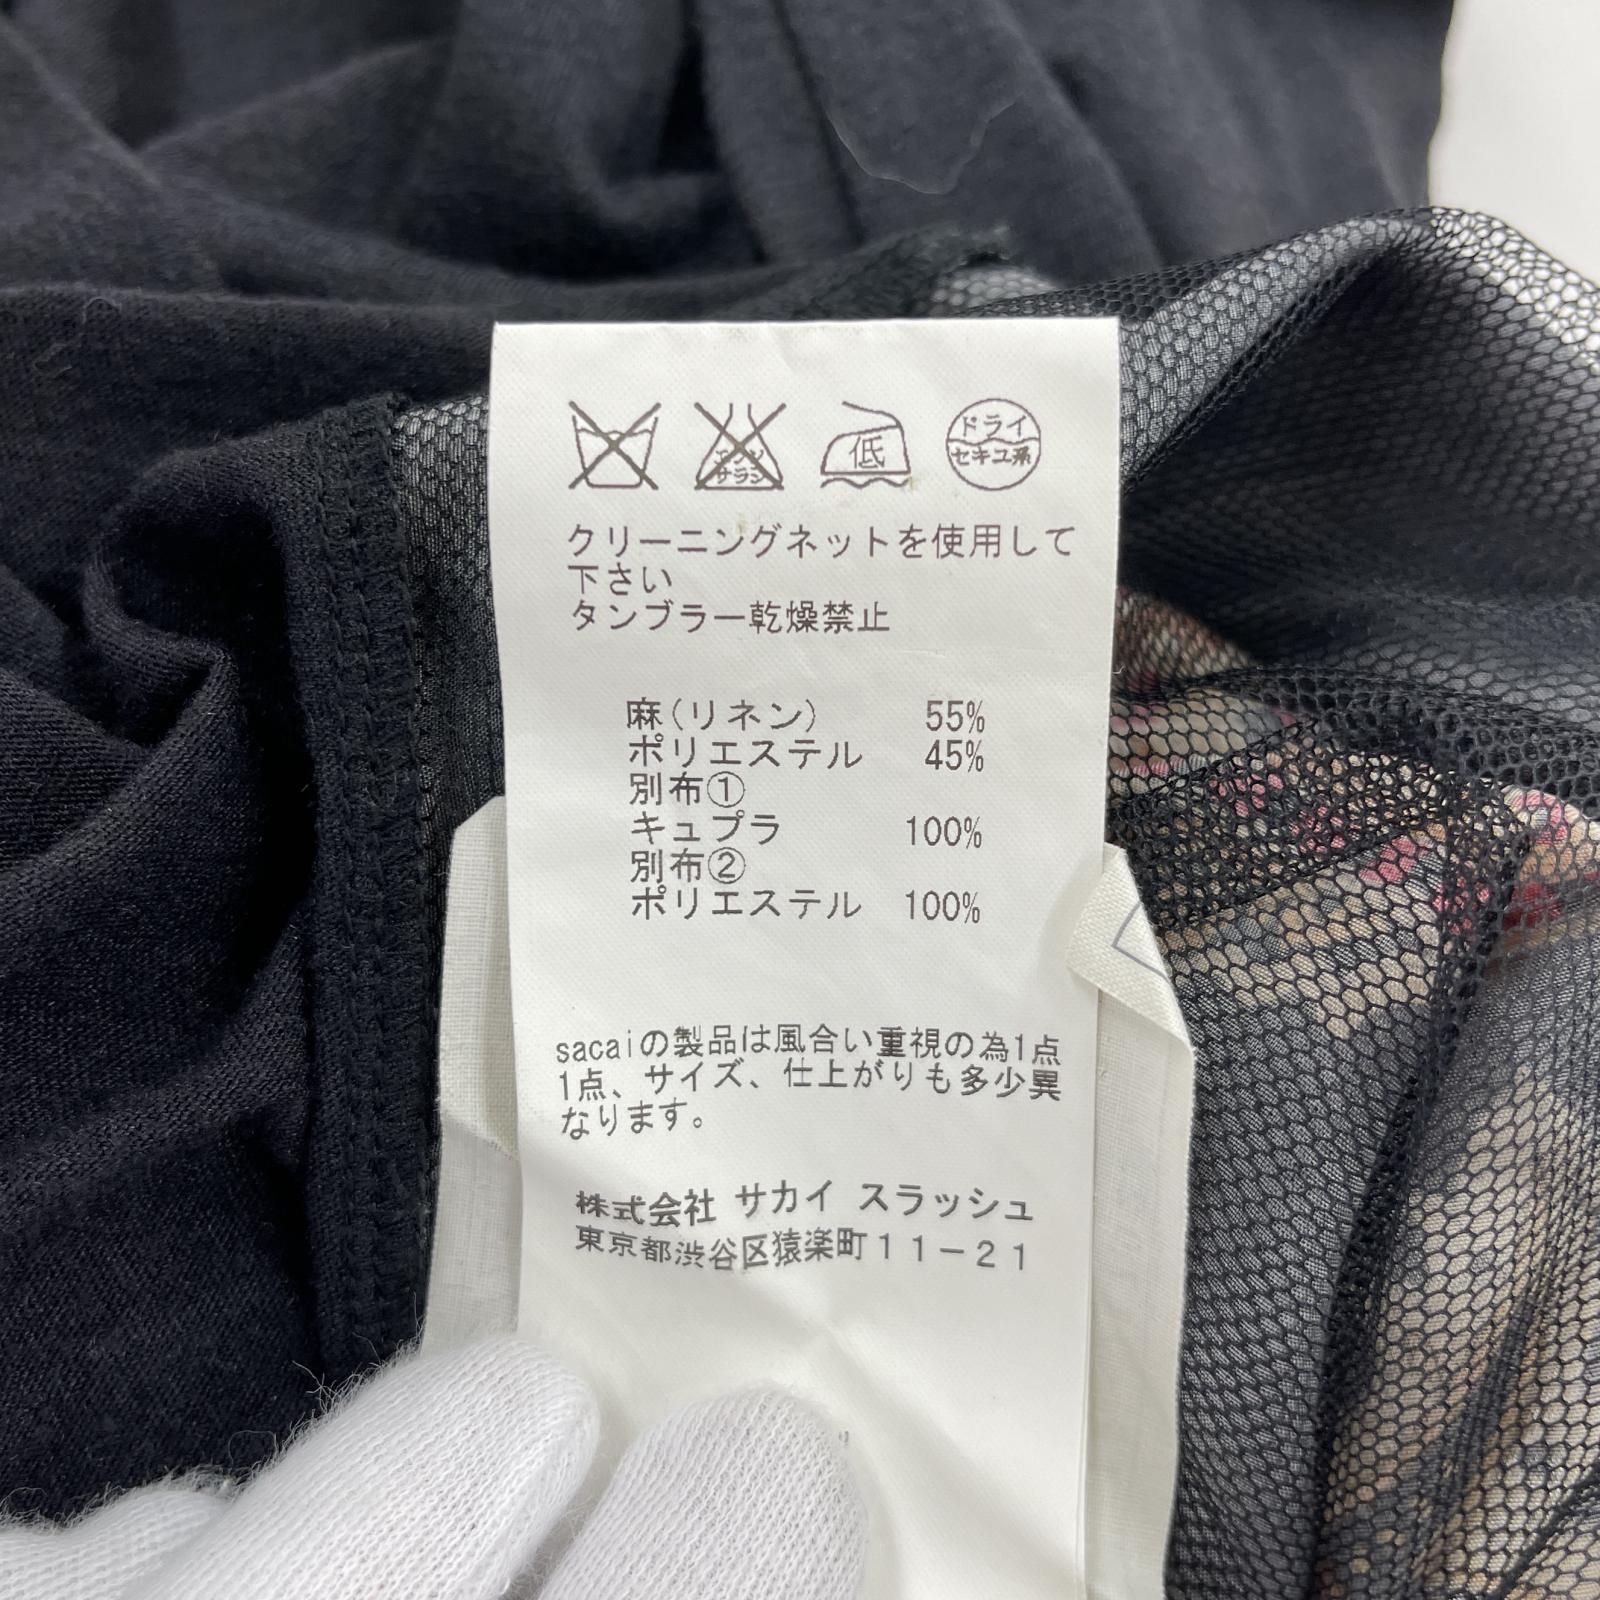 エンソ
サラシ
低
ドライ
セキユ系
クリーニングネットを使用して
下さい
タンブラー乾燥禁止
麻(リネン) 55%
ポリエステル 45%
別布①
キュプラ 100%
別布②
ポリエステル 100%
sacaiの製品は風合い重視の為1点
1点、サイズ、仕上がりも多少異
なります。
株式会社 サカイ スラッシュ
東京都渋谷区猿楽町11−21